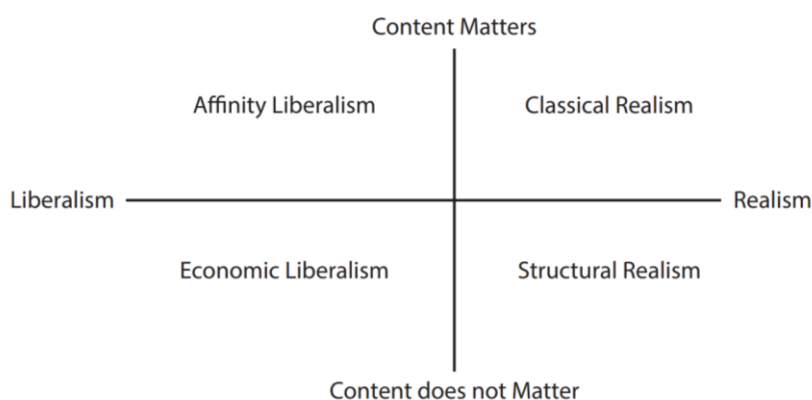 Content Matters
Affinity Liberalism
Classical Realism
Liberalism
Realism
Economic Liberalism
Structural Realism
Content does not Matter